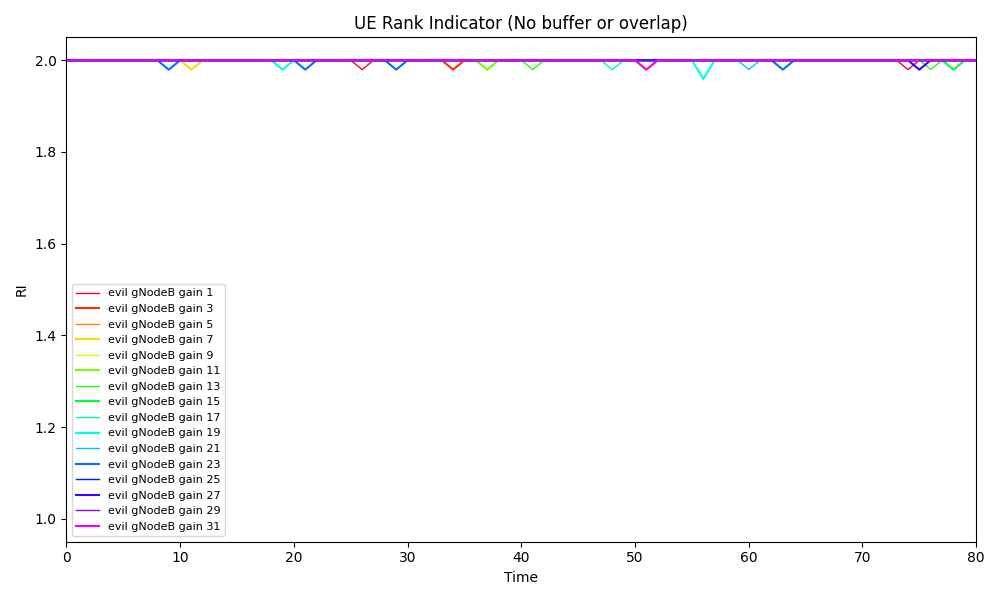 UE Rank Indicator (No buffer or overlap)
2.0
1.8
1.6
1.4
1.2
1.0
RI
evil gNodeB gain 1
evil gNodeB gain 3
evil gNodeB gain 5
evil gNodeB gain 7
evil gNodeB gain 9
evil gNodeB gain 11
evil gNodeB gain 13
evil gNodeB gain 15
evil gNodeB gain 17
evil gNodeB gain 19
evil gNodeB gain 21
evil gNodeB gain 23
evil gNodeB gain 25
evil gNodeB gain 27
evil gNodeB gain 29
evil gNodeB gain 31
0 10 20 30 40 50 60 70 80
Time